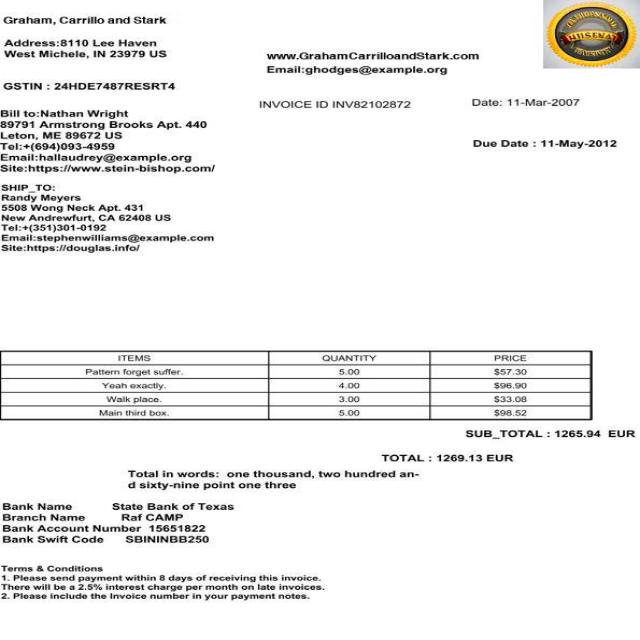 Graham, Carrillo and Stark
Address:8110 Lee Haven
West Michele, IN 23979 US
www.GrahamCarrilloandStark.com
Email:ghodges@example.org
GSTIN : 24HDE7487RESRT4
INVOICE ID INV82102872
Date: 11-Mar-2007
Due Date : 11-May-2012
Bill to:Nathan Wright
89791 Armstrong Brooks Apt. 440
Leton, ME 89672 US
Tel:+(694)093-4959
Email:hallaudrey@example.org
Site:https://www.stein-bishop.com/
SHIP_TO:
Randy Meyers
5508 Wong Neck Apt. 431
New Andrewfurt, CA 62408 US
Tel:+(351)301-0192
Email:stephenwilliams@example.com
Site:https://douglas.info/
ITEMS QUANTITY PRICE
Pattern forget suffer. 5.00 $57.30
Yeah exactly. 4.00 $96.90
Walk place. 3.00 $33.08
Main third box. 5.00 $98.52
SUB_TOTAL : 1265.94 EUR
TOTAL : 1269.13 EUR
Total in words: one thousand, two hundred an-
d sixty-nine point one three
Bank Name State Bank of Texas
Branch Name Raf CAMP
Bank Account Number 15651822
Bank Swift Code SBININBB250
Terms & Conditions
1. Please send payment within 8 days of receiving this invoice.
There will be a 2.5% interest charge per month on late invoices.
2. Please include the Invoice number in your payment notes.